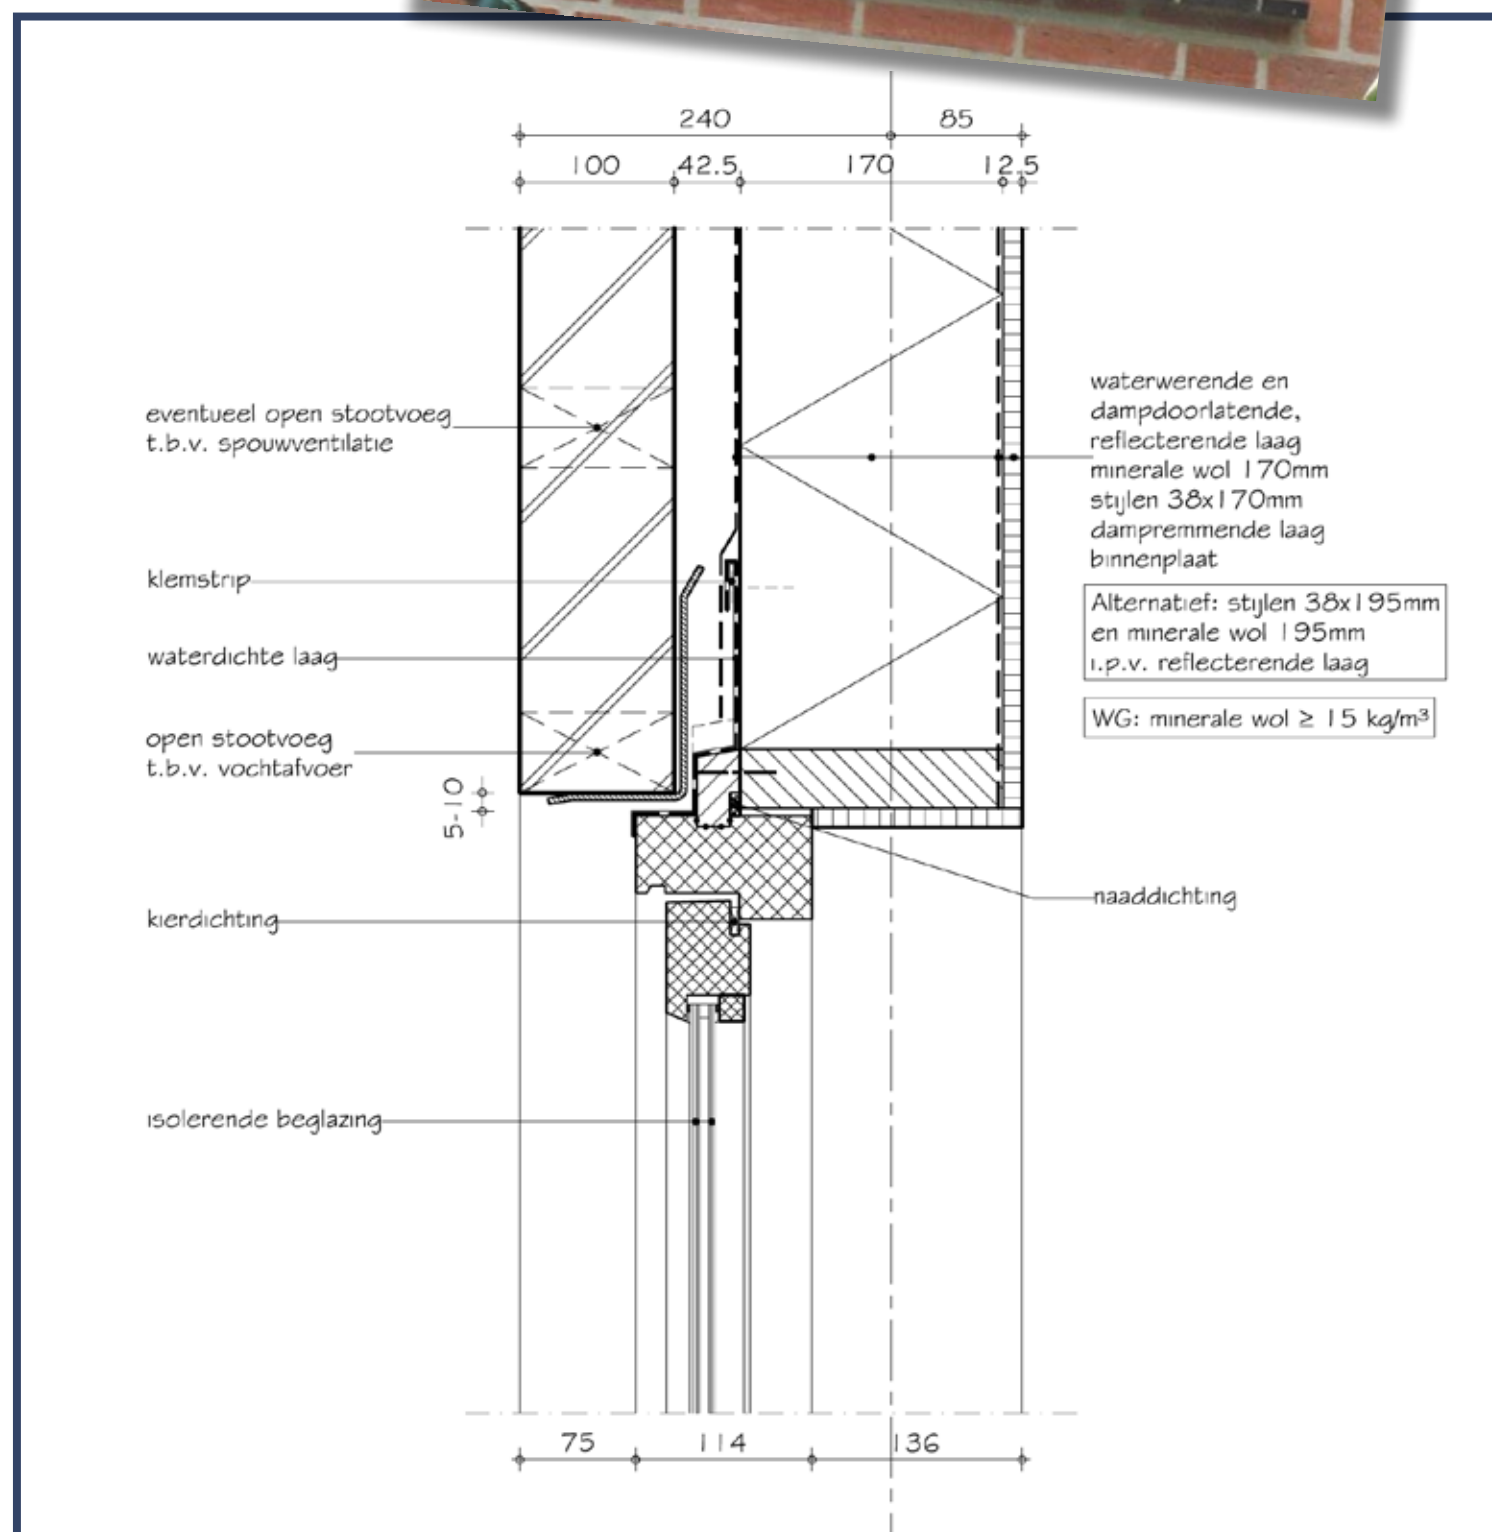 240 85
100 42.5 170 12.5
eventueel open stootvoeg
t.b.v. spouwventilatie
klemstrip
waterdichte laag
open stootvoeg
t.b.v. vochtafvoer
5-10
kierdichting
isolerende beglazing
waterwerende en
dampdoorlatende,
reflecterende laag
minerale wol 170mm
stijlen 38x170mm
dampremmende laag
binnenplaat
Alternatief: stijlen 38x195mm
en minerale wol 195mm
i.p.v. reflecterende laag
WG: minerale wol ≥ 15 kg/m³
naaddichting
75 114 136